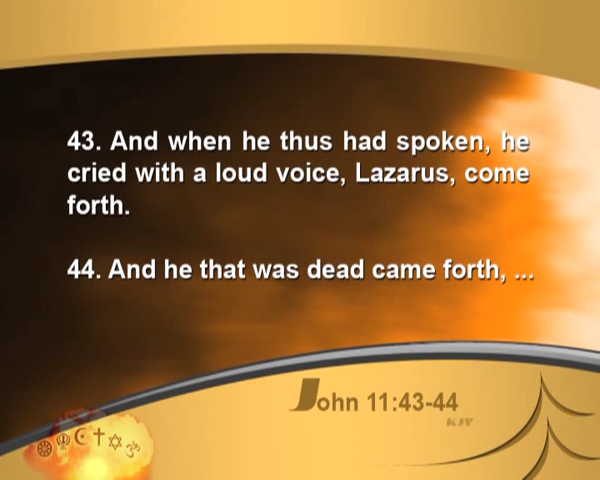 43. And when he thus had spoken, he
cried with a loud voice, Lazarus, come
forth.
44. And he that was dead came forth, ...
John 11:43-44
KJV